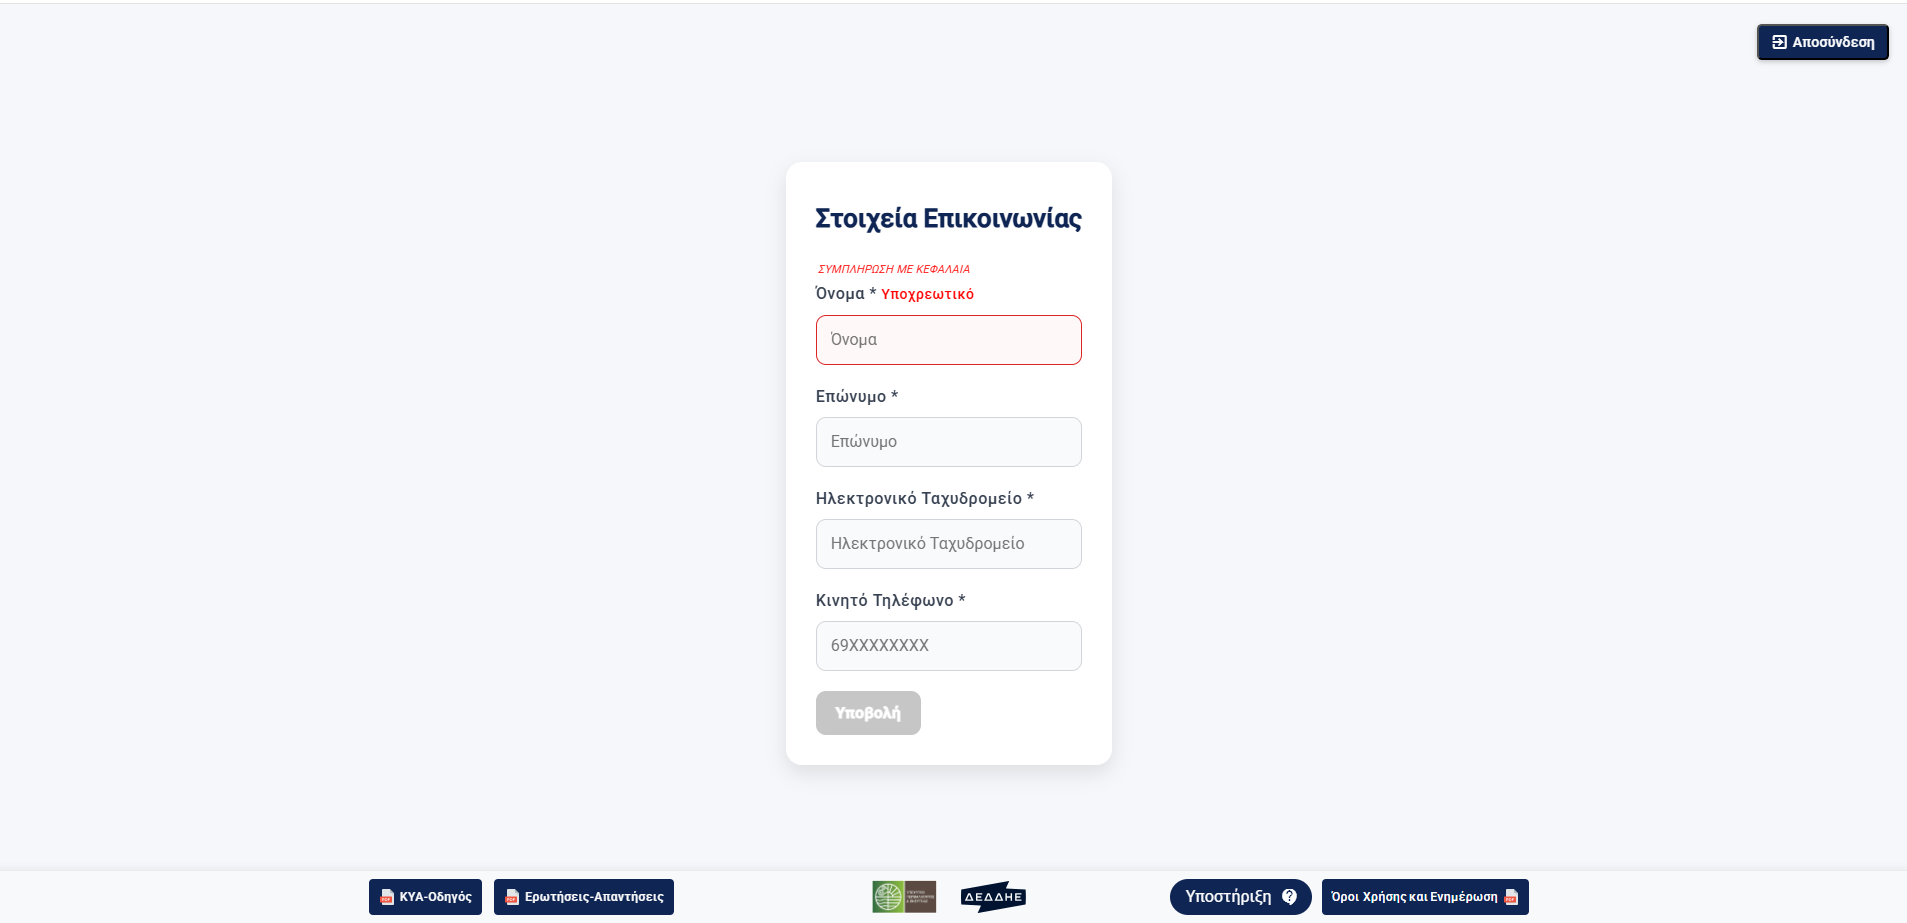 Αποσύνδεση
Στοιχεία Επικοινωνίας
ΣΥΜΠΛΗΡΩΣΗ ΜΕ ΚΕΦΑΛΑΙΑ
Όνομα * Υποχρεωτικό
Όνομα
Επώνυμο *
Επώνυμο
Ηλεκτρονικό Ταχυδρομείο *
Ηλεκτρονικό Ταχυδρομείο
Κινητό Τηλέφωνο *
69XXXXXXXX
Υποβολή
ΚΥΑ-Οδηγός
Ερωτήσεις-Απαντήσεις
ΔΕΔΔΗΕ
Υποστήριξη
Όροι Χρήσης και Ενημέρωση